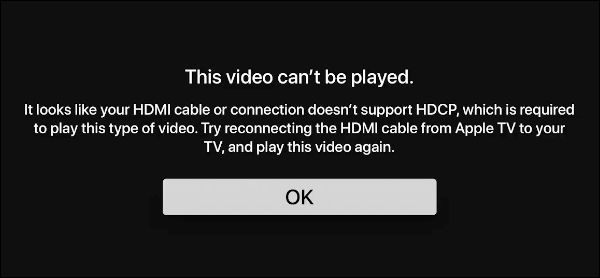 This video can’t be played.
It looks like your HDMI cable or connection doesn’t support HDCP, which is required
to play this type of video. Try reconnecting the HDMI cable from Apple TV to your
TV, and play this video again.
OK